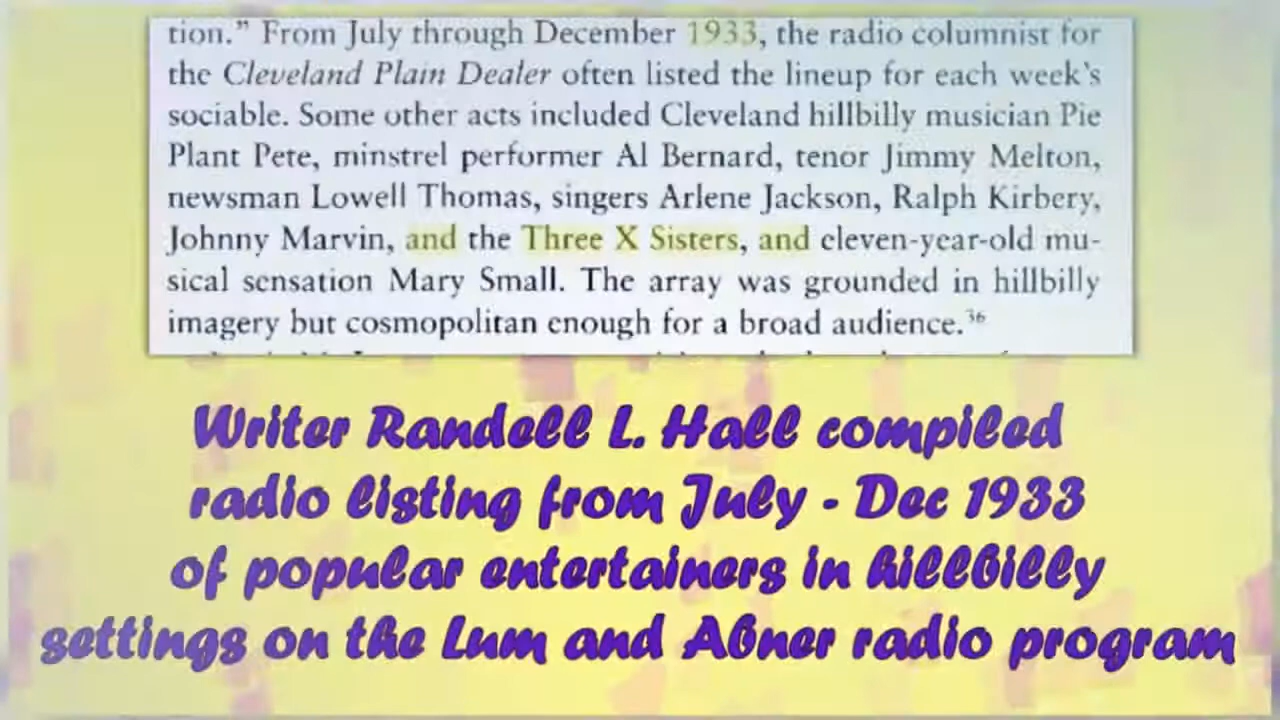 tion.” From July through December 1933, the radio columnist for
the Cleveland Plain Dealer often listed the lineup for each week's
sociable. Some other acts included Cleveland hillbilly musician Pie
Plant Pete, minstrel performer Al Bernard, tenor Jimmy Melton,
newsman Lowell Thomas, singers Arlene Jackson, Ralph Kirbery,
Johnny Marvin, and the Three X Sisters, and eleven-year-old mu-
sical sensation Mary Small. The array was grounded in hillbilly
imagery but cosmopolitan enough for a broad audience.36
Writer Randell L. Hall compiled
radio listing from July - Dec 1933
of popular entertainers in hillbilly
settings on the Lum and Abner radio program